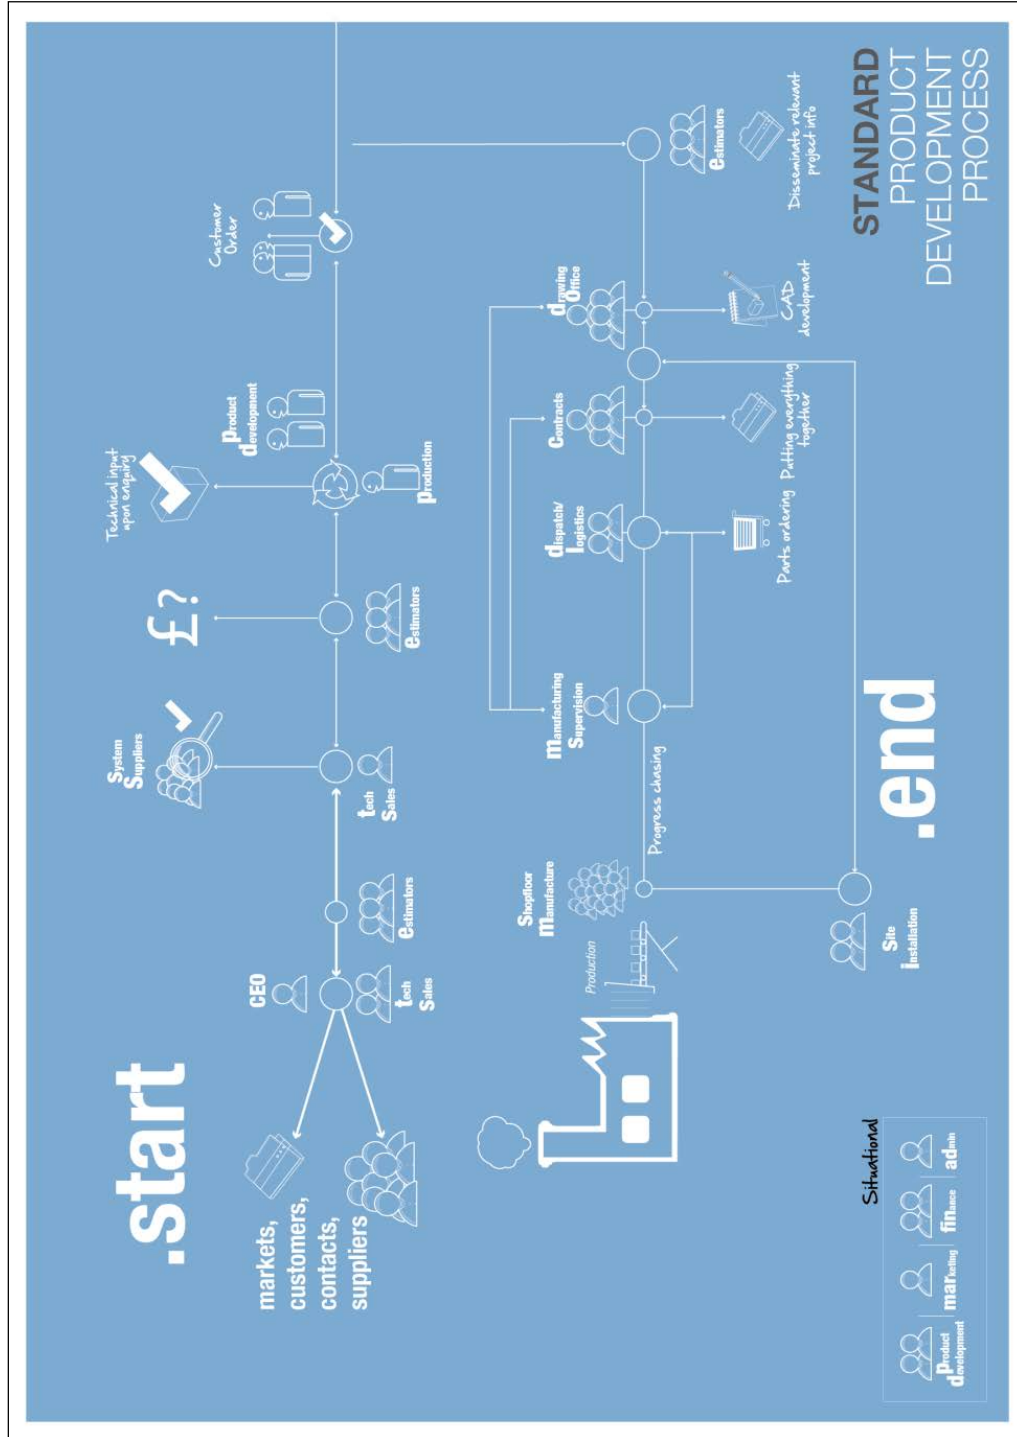 STANDARD
PRODUCT
DEVELOPMENT
PROCESS
.start
markets,
customers,
contacts,
suppliers
CEO
tech
Sales
estimators
System
Suppliers
tech
Sales
£?
estimators
Technical input
upon enquiry
product
development
production
Customer
Order
estimators
Disseminate relevant
project info
drawing
Office
CAD
development
Contracts
Putting everything
together
dispatch/
logistics
Parts ordering
manufacturing
Supervision
Progress chasing
Shopfloor
manufacture
Production
Site
installation
.end
Situational
product
development
marketing
finance
admin